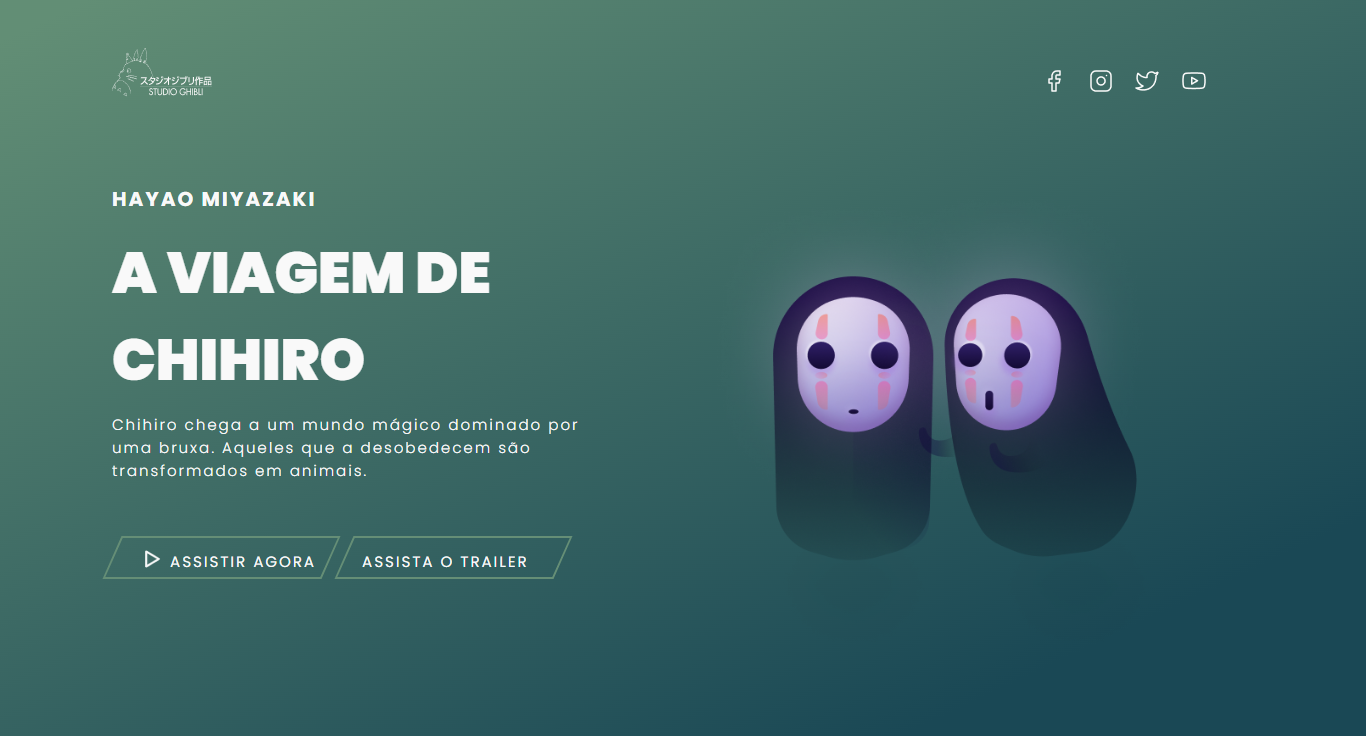 スタジオジブリ作品
STUDIO GHIBLI
HAYAO MIYAZAKI
A VIAGEM DE
CHIHIRO
Chihiro chega a um mundo mágico dominado por
uma bruxa. Aqueles que a desobedecem são
transformados em animais.
ASSISTIR AGORA
ASSISTA O TRAILER